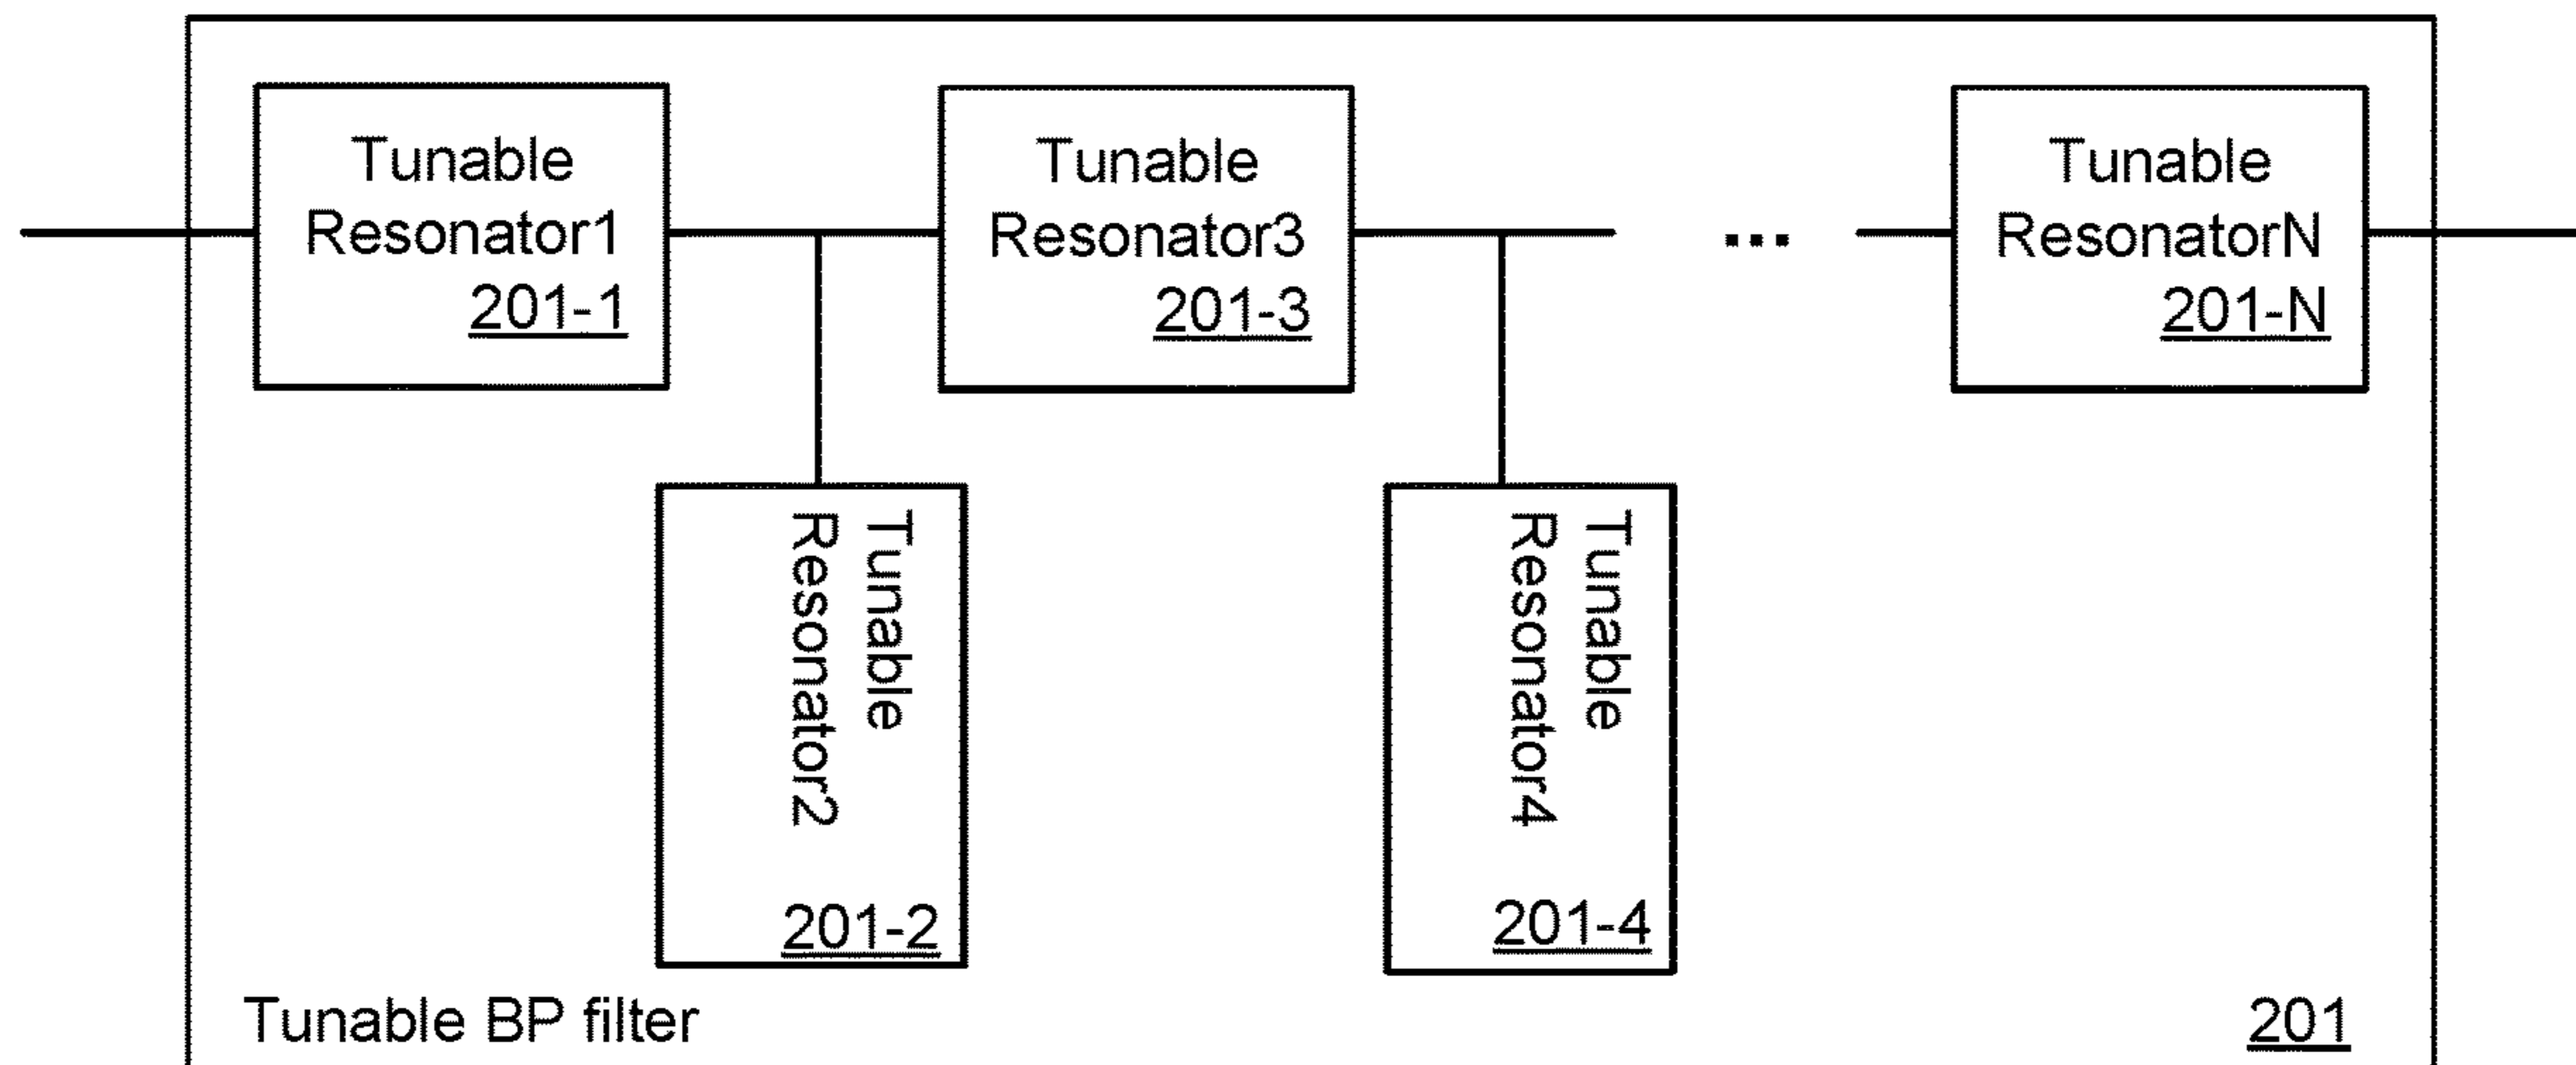 Tunable
Resonator1
201-1
Tunable
Resonator3
201-3
...
Tunable
ResonatorN
201-N
Tunable
Resonator2
201-2
Tunable
Resonator4
201-4
Tunable BP filter
201